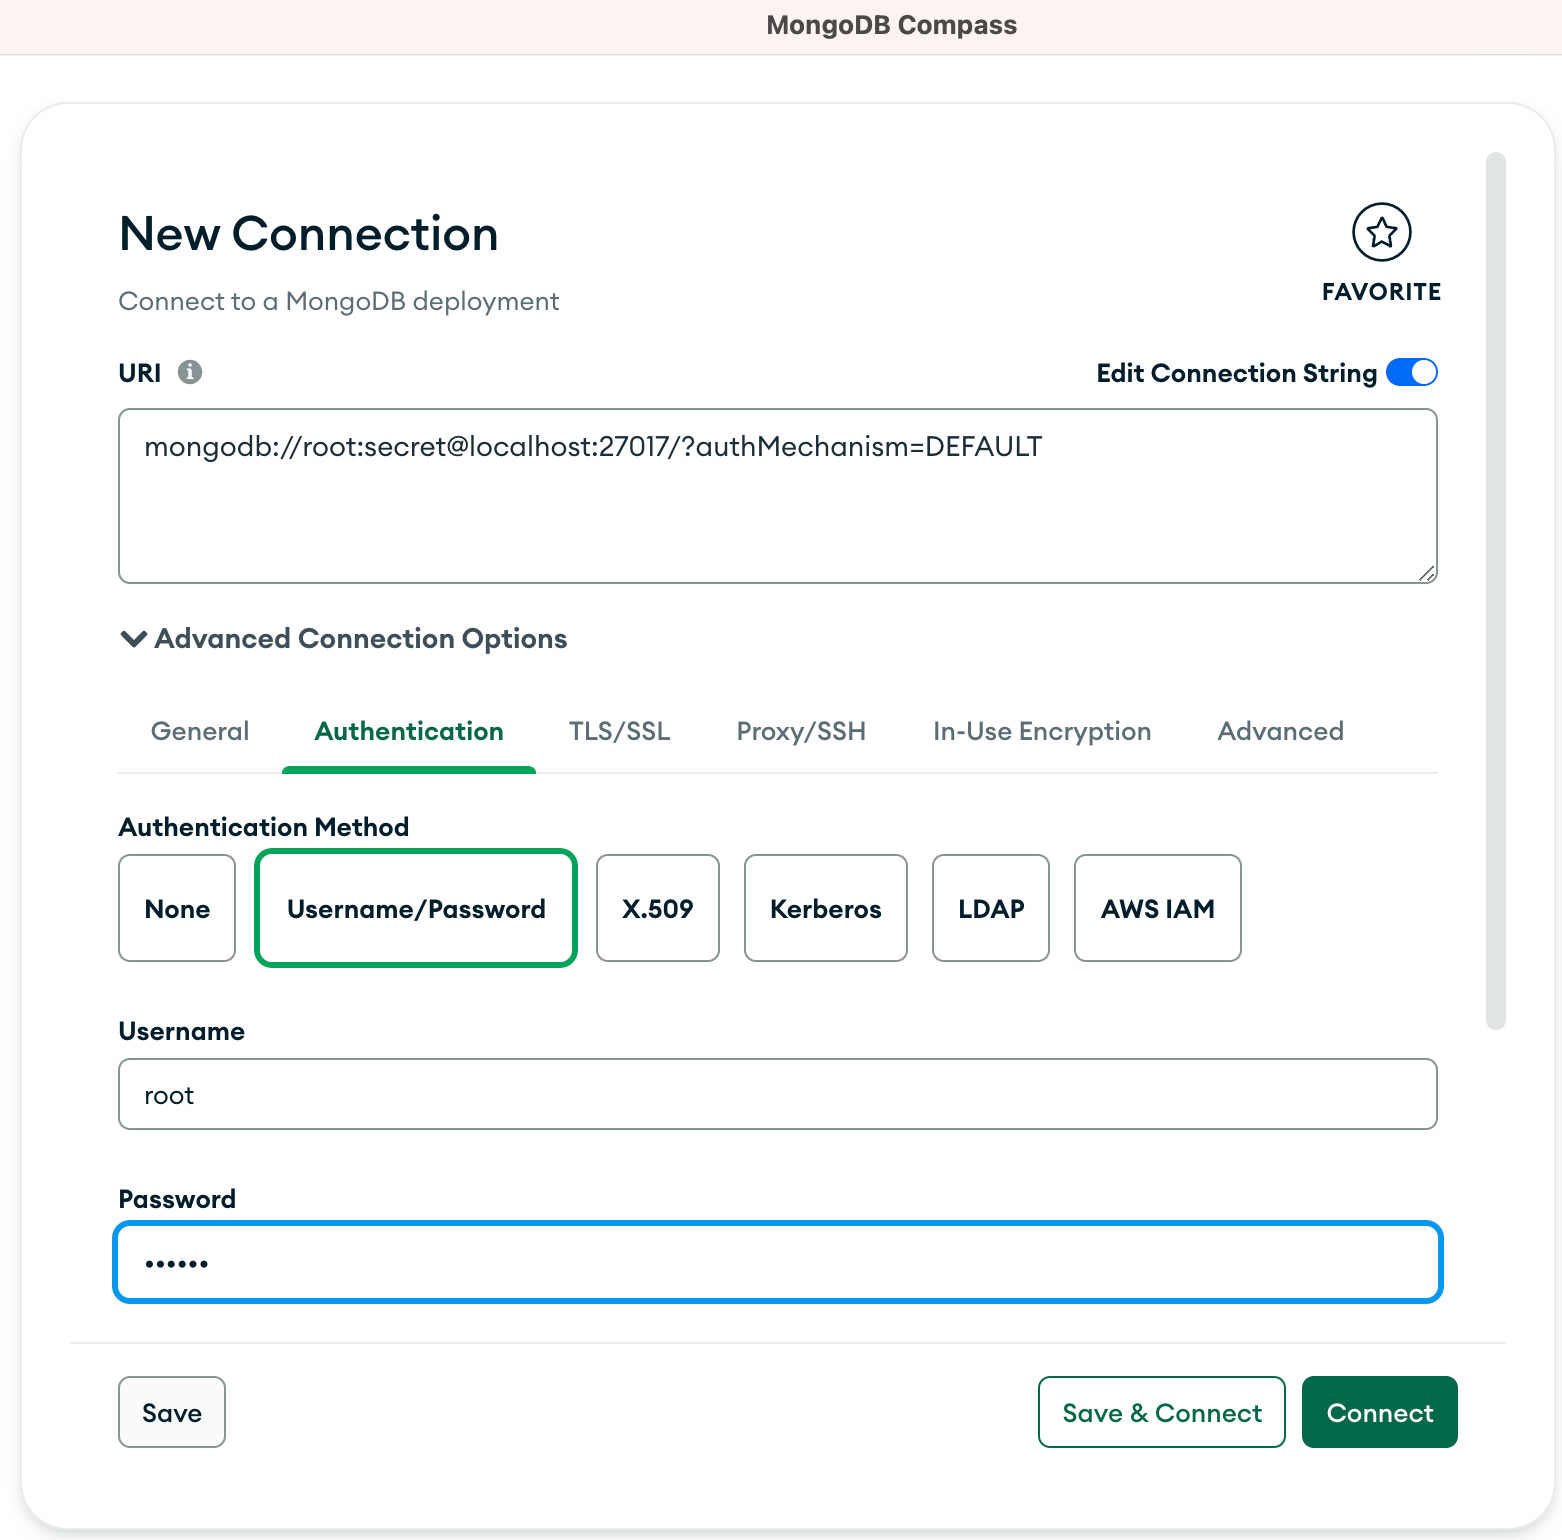 MongoDB Compass
New Connection
FAVORITE
Connect to a MongoDB deployment
URI
Edit Connection String
mongodb://root:secret@localhost:27017/?authMechanism=DEFAULT
Advanced Connection Options
General Authentication TLS/SSL Proxy/SSH In-Use Encryption Advanced
Authentication Method
None Username/Password X.509 Kerberos LDAP AWS IAM
Username
root
Password
••••••
Save Save & Connect Connect